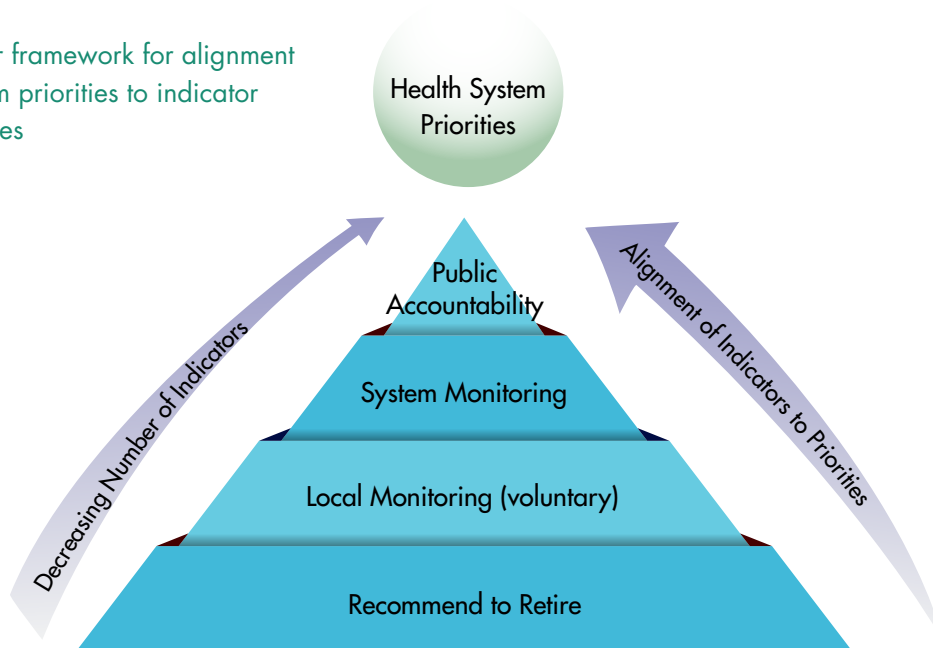 framework for alignment
priorities to indicator
Health System
Priorities
Public
Accountability
System Monitoring
Local Monitoring (voluntary)
Recommend to Retire
Decreasing Number of Indicators
Alignment of Indicators to Priorities